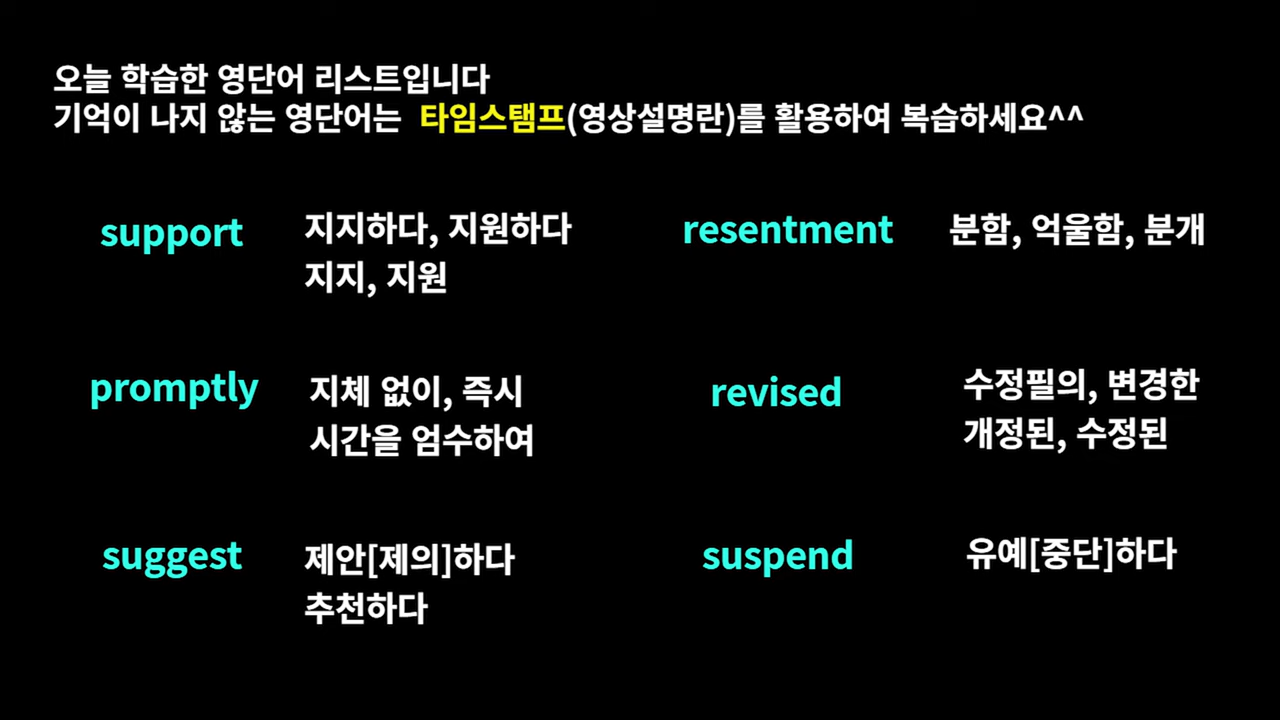 오늘 학습한 영단어 리스트입니다
기억이 나지 않는 영단어는 타임스탬프(영상설명란)를 활용하여 복습하세요^^
support
지지하다, 지원하다
지지, 지원
resentment
분함, 억울함, 분개
promptly
지체 없이, 즉시
시간을 엄수하여
revised
수정필의, 변경한
개정된, 수정된
suggest
제안[제의]하다
추천하다
suspend
유예[중단]하다